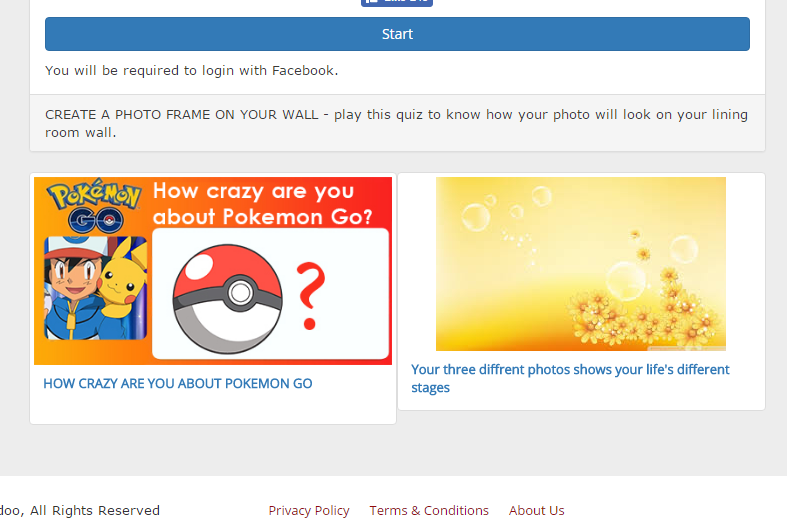 Start
You will be required to login with Facebook.
CREATE A PHOTO FRAME ON YOUR WALL - play this quiz to know how your photo will look on your lining
room wall.
POKÉMON
GO
How crazy are you
about Pokemon Go?
?
HOW CRAZY ARE YOU ABOUT POKEMON GO
Your three diffrent photos shows your life's different
stages
doo, All Rights Reserved
Privacy Policy
Terms & Conditions
About Us